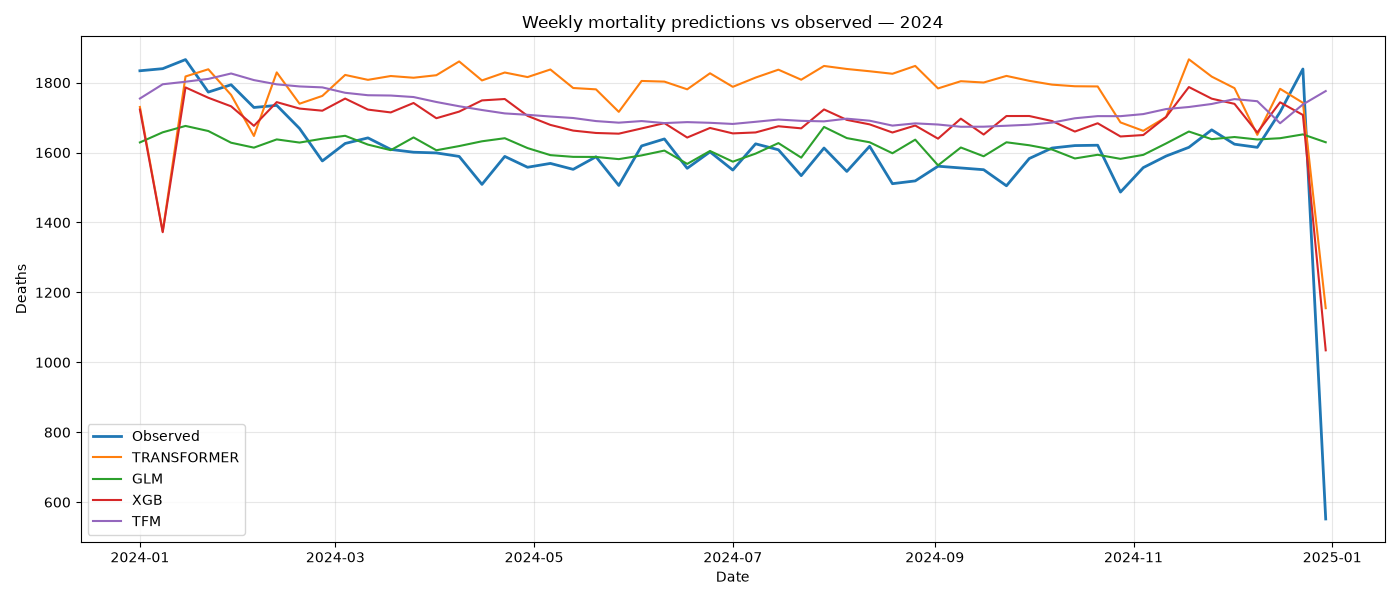 Weekly mortality predictions vs observed — 2024
Deaths
1800
1600
1400
1200
1000
800
600
Observed
TRANSFORMER
GLM
XGB
TFM
2024-01
2024-03
2024-05
2024-07
2024-09
2024-11
2025-01
Date